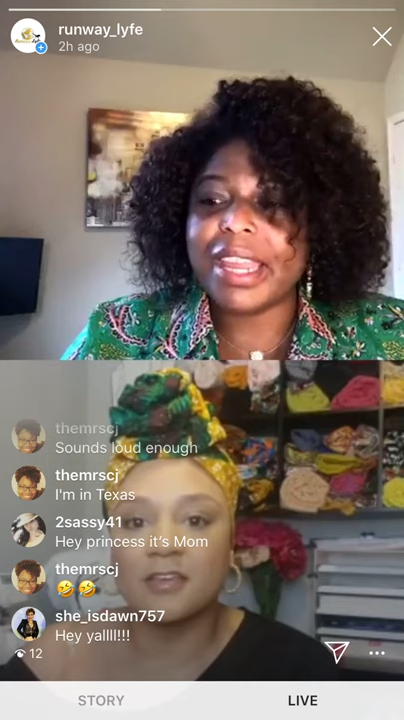 runway_lyfe
2h ago
themrscj
Sounds loud enough
themrscj
I'm in Texas
2sassy41
Hey princess it's Mom
themrscj
🤣 🤣
she_isdawn757
Hey yallll!!!
12
STORY
LIVE